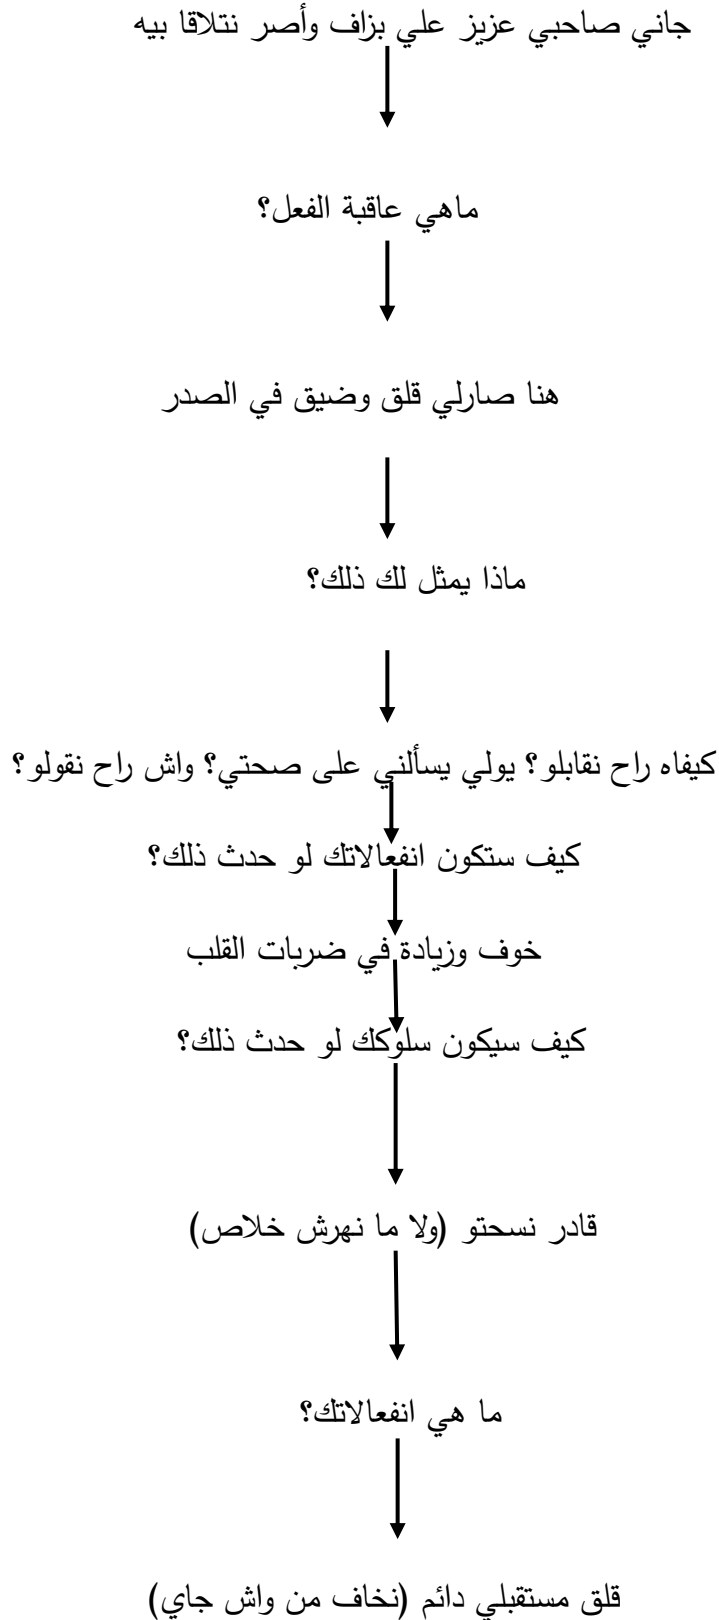 جاني صاحبي عزيز علي بزاف وأصر نتلاقا بيه
ماهي عاقبة الفعل؟
هنا صارلي قلق وضيق في الصدر
ماذا يمثل لك ذلك؟
كيفاه راح نقابلو؟ يولي يسألني على صحتي؟ واش راح نقولو؟
كيف ستكون انفعالاتك لو حدث ذلك؟
خوف وزيادة في ضربات القلب
كيف سيكون سلوكك لو حدث ذلك؟
قادر نسحتو (ولا ما نهرش خلاص)
ما هي انفعالاتك؟
قلق مستقبلي دائم (نخاف من واش جاي)